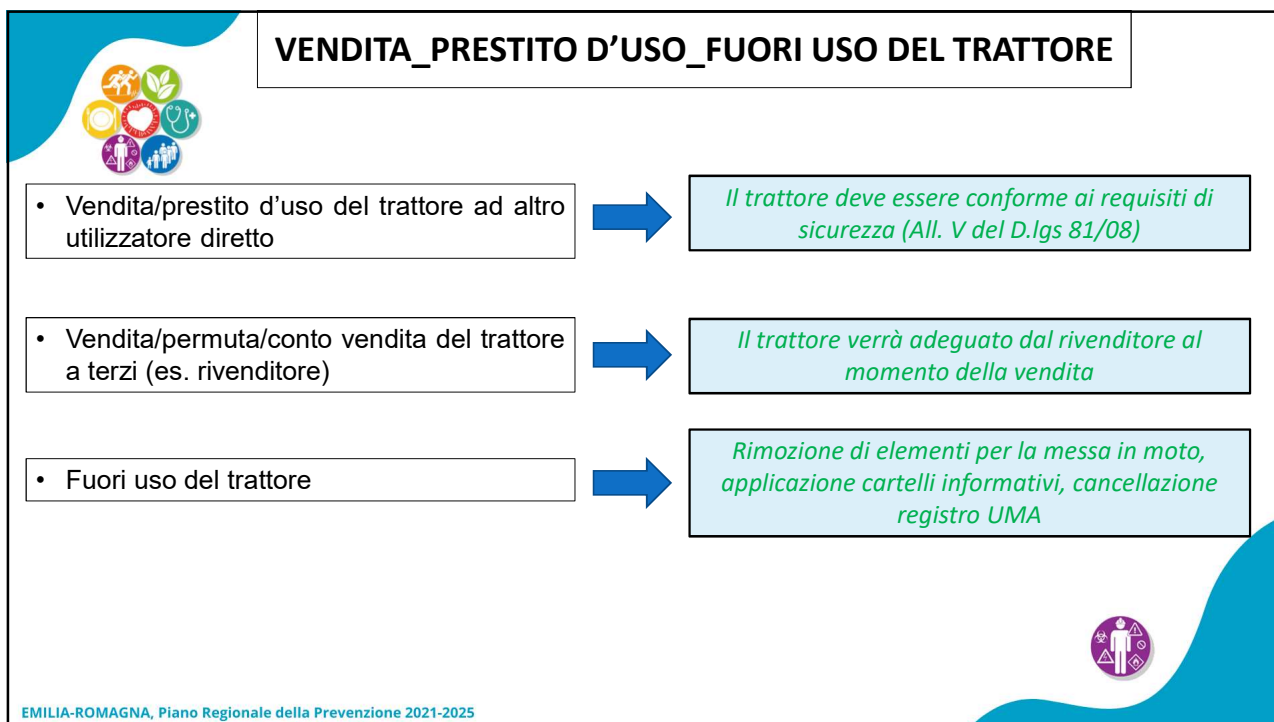 VENDITA_PRESTITO D’USO_FUORI USO DEL TRATTORE
• Vendita/prestito d’uso del trattore ad altro
utilizzatore diretto
Il trattore deve essere conforme ai requisiti di
sicurezza (All. V del D.lgs 81/08)
• Vendita/permuta/conto vendita del trattore
a terzi (es. rivenditore)
Il trattore verrà adeguato dal rivenditore al
momento della vendita
• Fuori uso del trattore
Rimozione di elementi per la messa in moto,
applicazione cartelli informativi, cancellazione
registro UMA
EMILIA-ROMAGNA, Piano Regionale della Prevenzione 2021-2025